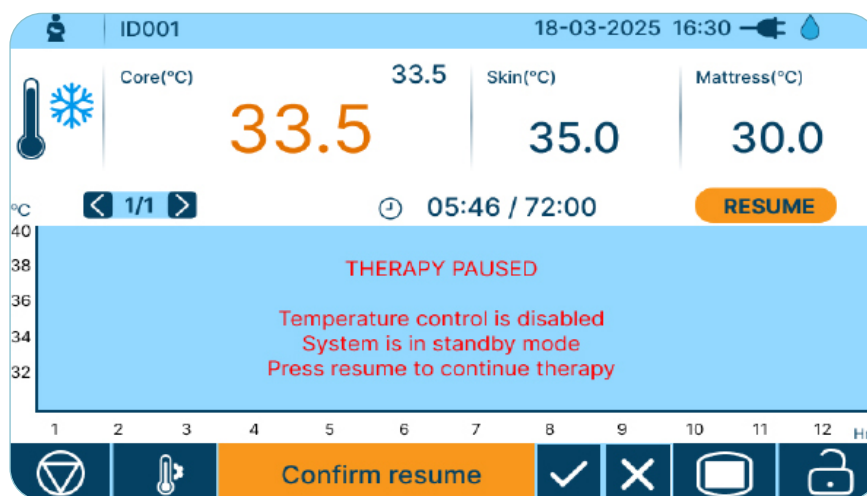 ID001 18-03-2025 16:30
Core(°C) 33.5 Skin(°C) Mattress(°C)
33.5 35.0 30.0
°C 1/1 05:46 / 72:00 RESUME
40
38 THERAPY PAUSED
36
Temperature control is disabled
34 System is in standby mode
32 Press resume to continue therapy
1 2 3 4 5 6 7 8 9 10 11 12 Hr
Confirm resume